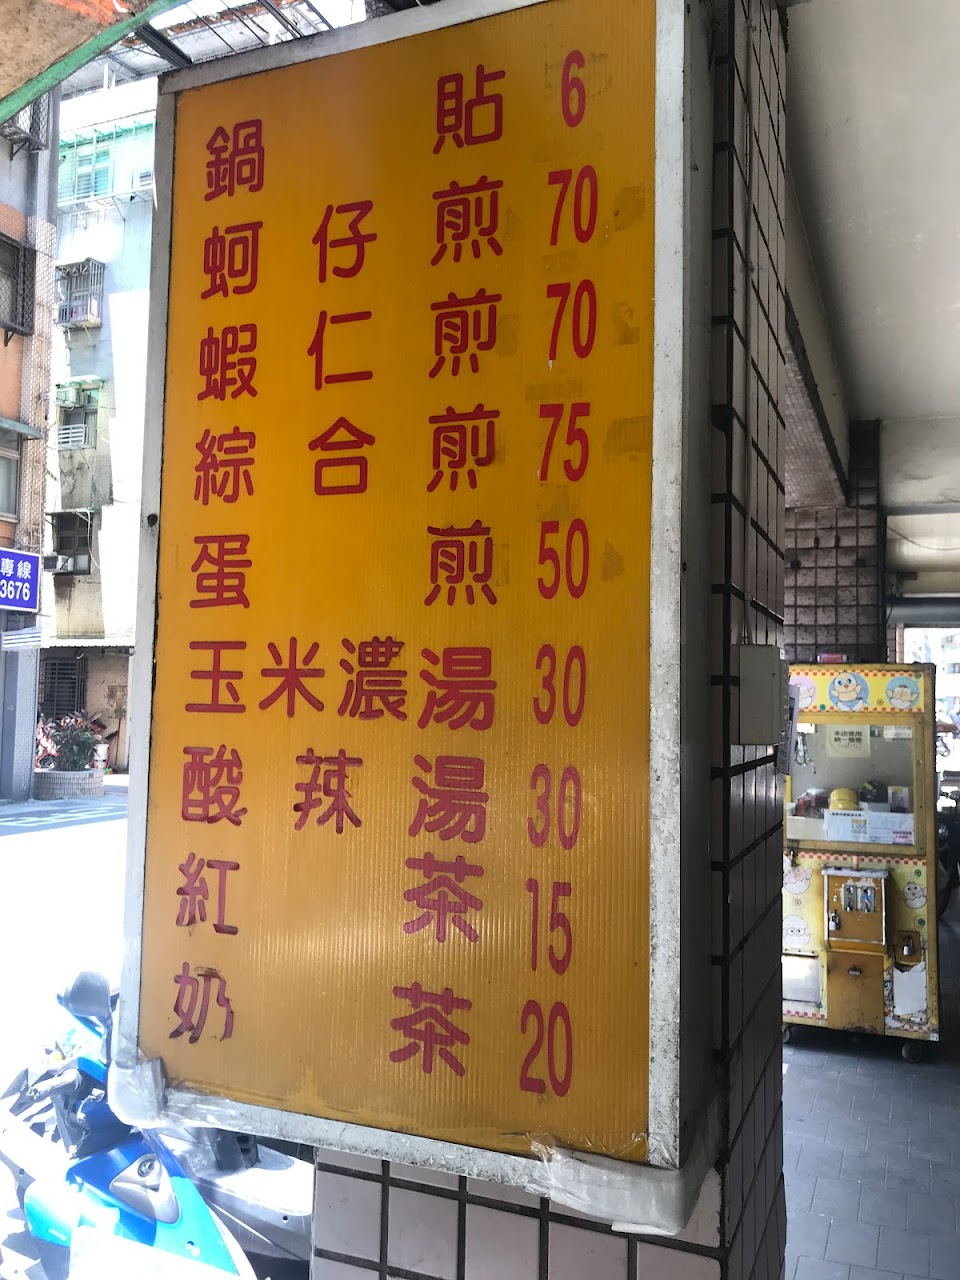 鍋貼 6
蚵仔煎 70
蝦仁煎 70
綜合煎 75
蛋煎 50
玉米濃湯 30
酸辣湯 30
紅茶 15
奶茶 20
專線
3676